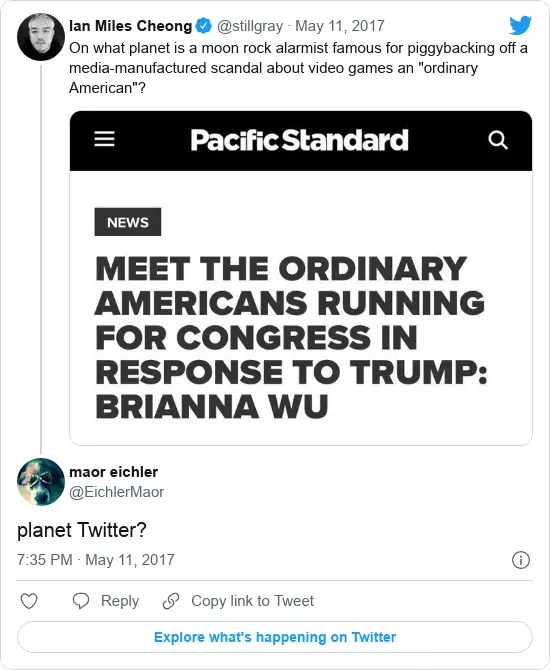 Ian Miles Cheong @stillgray · May 11, 2017
On what planet is a moon rock alarmist famous for piggybacking off a
media-manufactured scandal about video games an "ordinary
American"?
Pacific Standard
NEWS
MEET THE ORDINARY
AMERICANS RUNNING
FOR CONGRESS IN
RESPONSE TO TRUMP:
BRIANNA WU
maor eichler
@EichlerMaor
planet Twitter?
7:35 PM · May 11, 2017
Reply Copy link to Tweet
Explore what's happening on Twitter